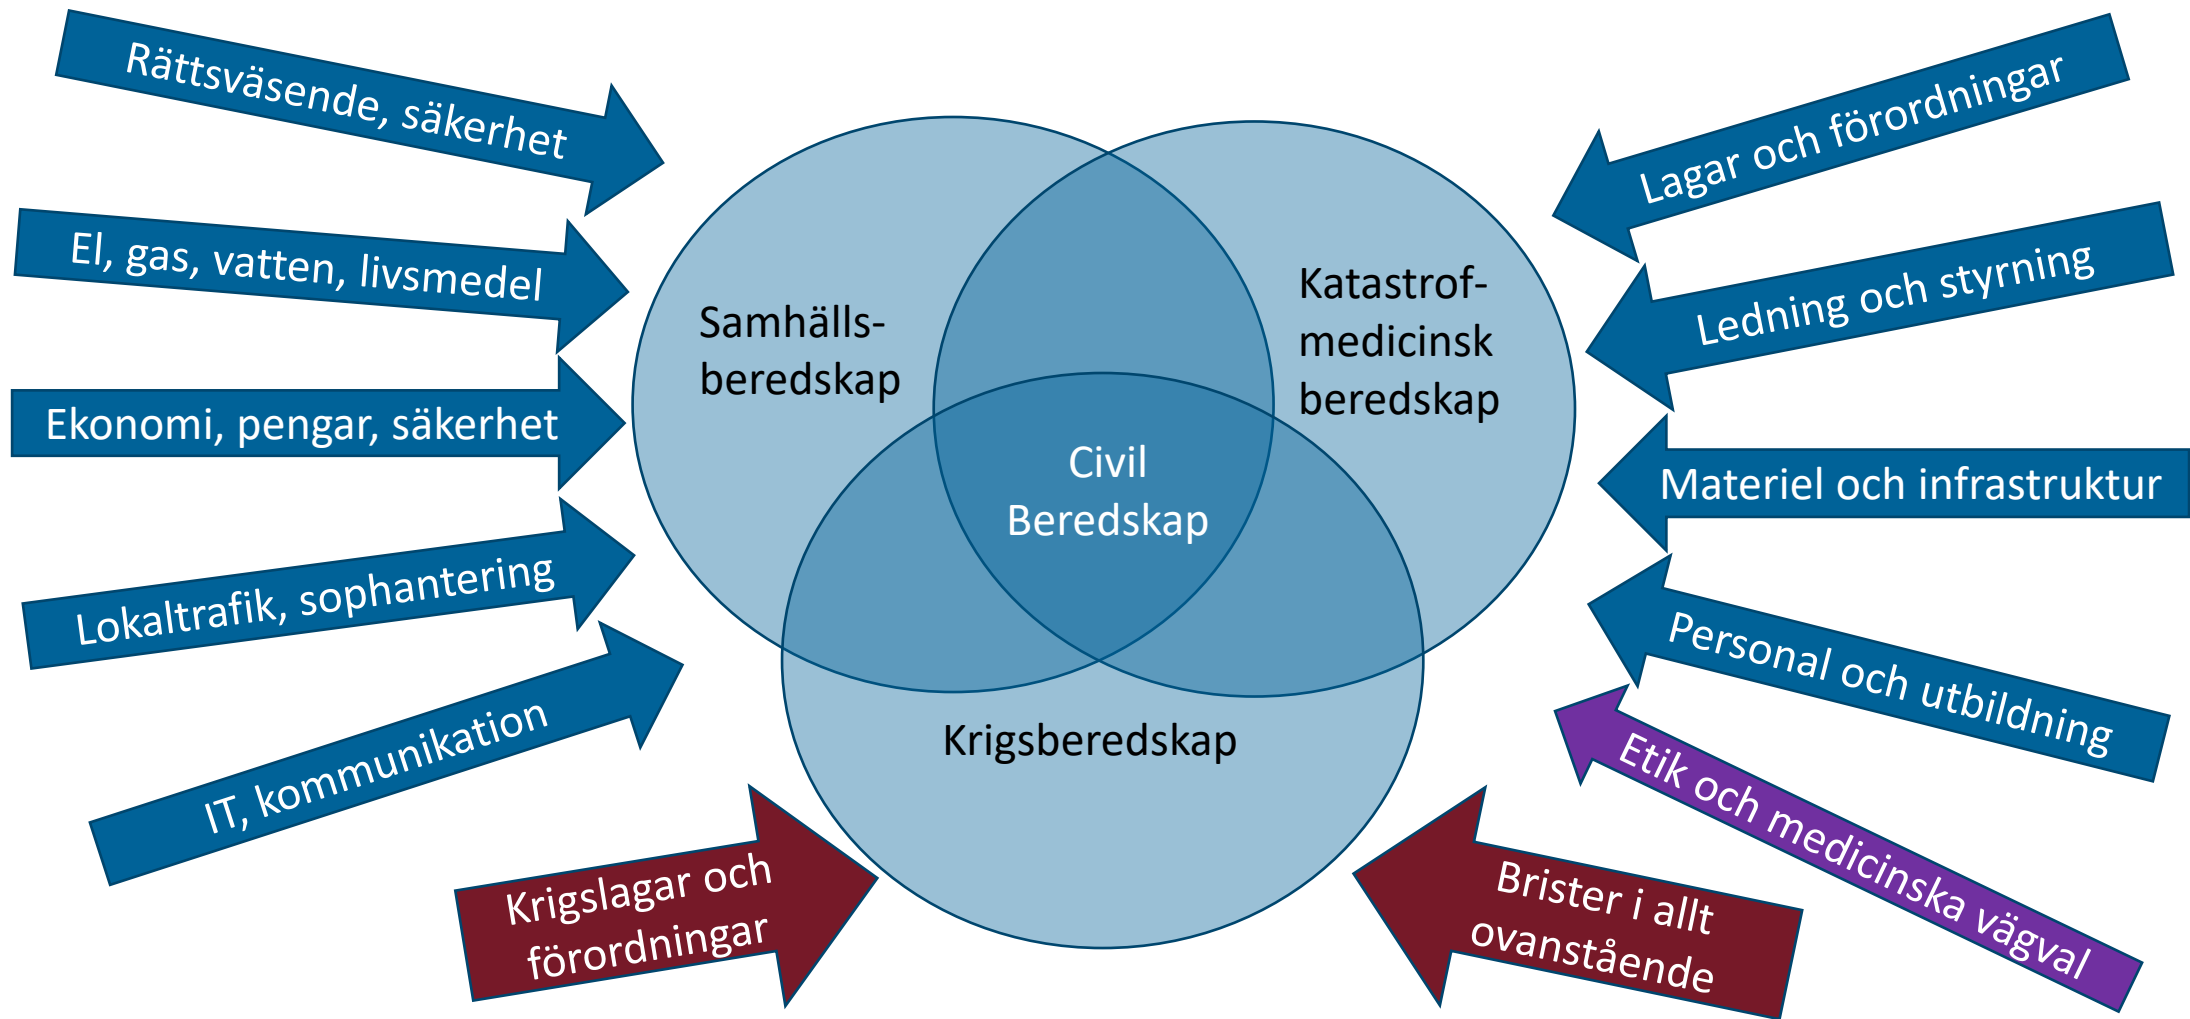 Rättsväsende, säkerhet
El, gas, vatten, livsmedel
Ekonomi, pengar, säkerhet
Lokaltrafik, sophantering
IT, kommunikation
Krigslagar och
förordningar
Samhälls-
beredskap
Katastrof-
medicinsk
beredskap
Civil
Beredskap
Krigsberedskap
Lagar och förordningar
Ledning och styrning
Materiel och infrastruktur
Personal och utbildning
Etik och medicinska vägval
Brister i allt
ovanstående